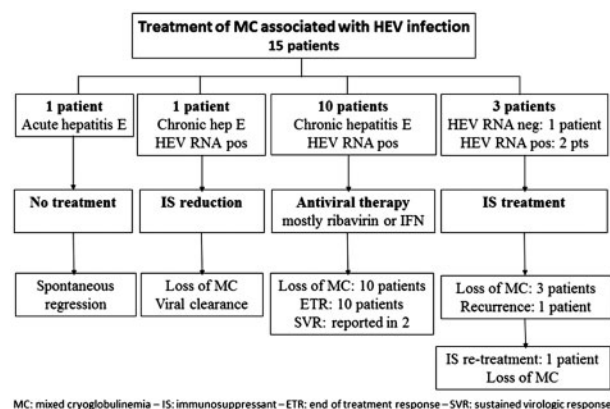 Treatment of MC associated with HEV infection
15 patients
1 patient
Acute hepatitis E
1 patient
Chronic hep E
HEV RNA pos
10 patients
Chronic hepatitis E
HEV RNA pos
3 patients
HEV RNA neg: 1 patient
HEV RNA pos: 2 pts
No treatment
IS reduction
Antiviral therapy
mostly ribavirin or IFN
IS treatment
Spontaneous
regression
Loss of MC
Viral clearance
Loss of MC: 10 patients
ETR: 10 patients
SVR: reported in 2
Loss of MC: 3 patients
Recurrence: 1 patient
IS re-treatment: 1 patient
Loss of MC
MC: mixed cryoglobulinemia – IS: immunosuppressant – ETR: end of treatment response – SVR: sustained virologic response